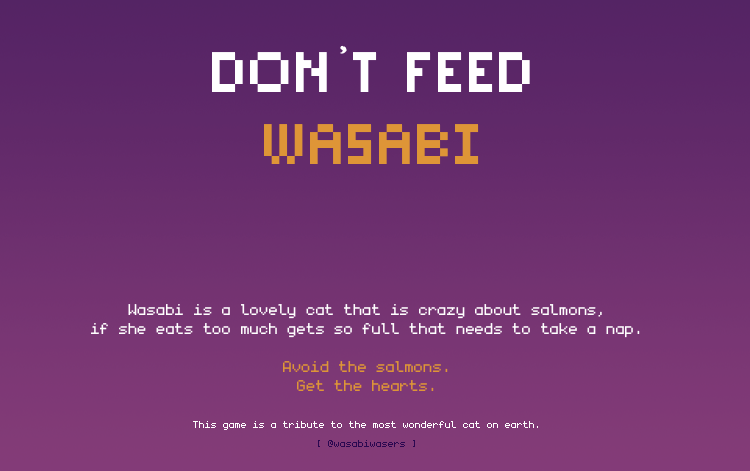 DON'T FEED
WASABI
Wasabi is a lovely cat that is crazy about salmons,
if she eats too much gets so full that needs to take a nap.
Avoid the salmons.
Get the hearts.
This game is a tribute to the most wonderful cat on earth.
[ @wasabiwasers ]